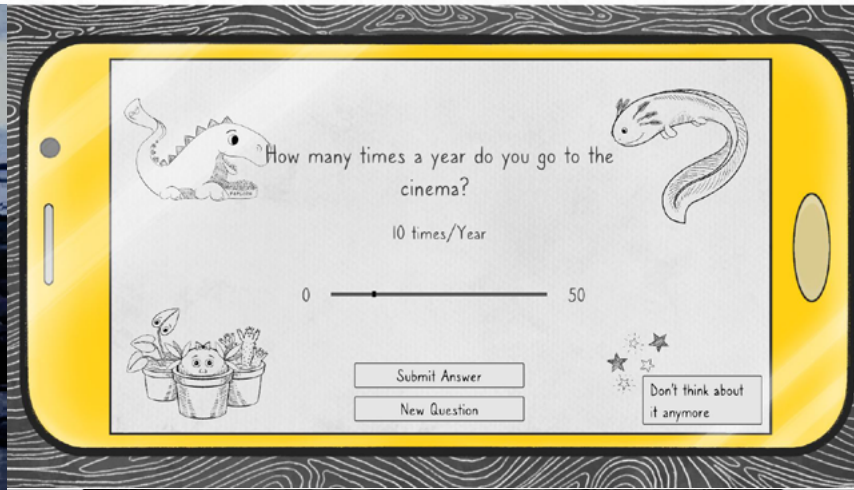 How many times a year do you go to the
cinema?
10 times/Year
0
50
Submit Answer
New Question
Don't think about
it anymore